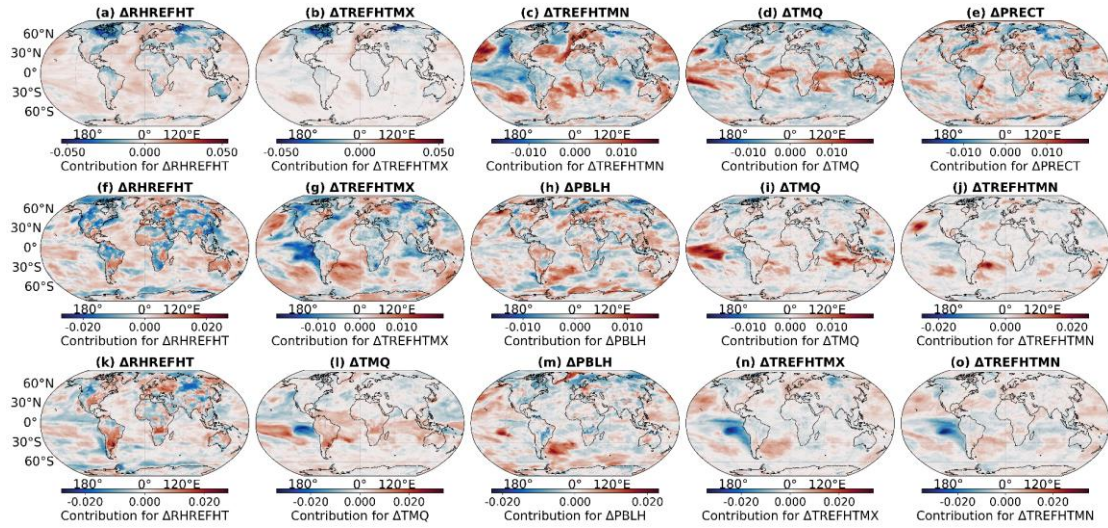 (a) ΔRHREFHT (b) ΔTREFHTMX (c) ΔTREFHTMN (d) ΔTMQ (e) ΔPRECT
60°N
30°N
0°
30°S
60°S
180° 0° 120°E 180° 0° 120°E 180° 0° 120°E 180° 0° 120°E 180° 0° 120°E
-0.050 0.000 0.050 -0.050 0.000 0.050 -0.010 0.000 0.010 -0.010 0.000 0.010 -0.010 0.000 0.010
Contribution for ΔRHREFHT Contribution for ΔTREFHTMX Contribution for ΔTREFHTMN Contribution for ΔTMQ Contribution for ΔPRECT
(f) ΔRHREFHT (g) ΔTREFHTMX (h) ΔPBLH (i) ΔTMQ (j) ΔTREFHTMN
60°N
30°N
0°
30°S
60°S
180° 0° 120°E 180° 0° 120°E 180° 0° 120°E 180° 0° 120°E 180° 0° 120°E
-0.020 0.000 0.020 -0.010 0.000 0.010 -0.010 0.000 0.010 -0.010 0.000 0.010 -0.020 0.000 0.020
Contribution for ΔRHREFHT Contribution for ΔTREFHTMX Contribution for ΔPBLH Contribution for ΔTMQ Contribution for ΔTREFHTMN
(k) ΔRHREFHT (l) ΔTMQ (m) ΔPBLH (n) ΔTREFHTMX (o) ΔTREFHTMN
60°N
30°N
0°
30°S
60°S
180° 0° 120°E 180° 0° 120°E 180° 0° 120°E 180° 0° 120°E 180° 0° 120°E
-0.020 0.000 0.020 -0.020 0.000 0.020 -0.020 0.000 0.020 -0.020 0.000 0.020 -0.020 0.000 0.020
Contribution for ΔRHREFHT Contribution for ΔTMQ Contribution for ΔPBLH Contribution for ΔTREFHTMX Contribution for ΔTREFHTMN